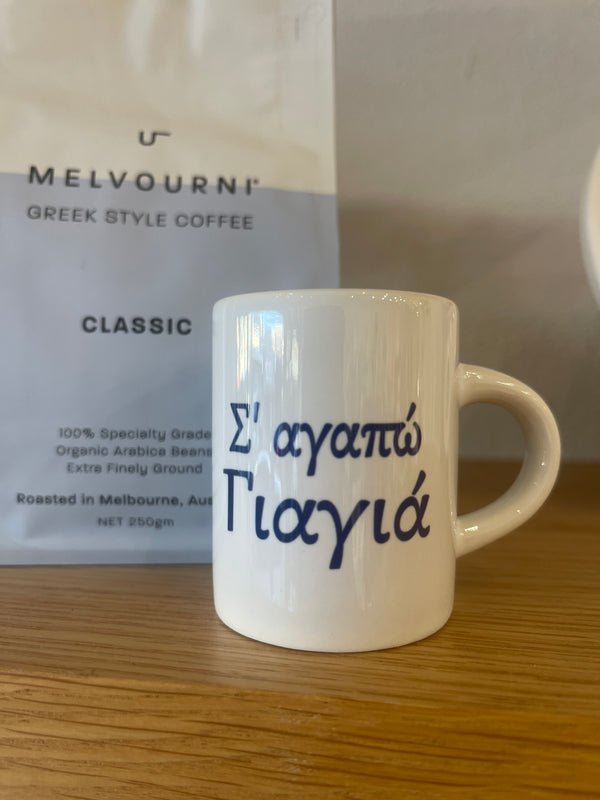 MELVOURNI
GREEK STYLE COFFEE
CLASSIC
100% Specialty Grade
Organic Arabica Beans
Extra Finely Ground
Roasted in Melbourne,
NET 250gm
Σ' αγαπώ
Γιαγιά